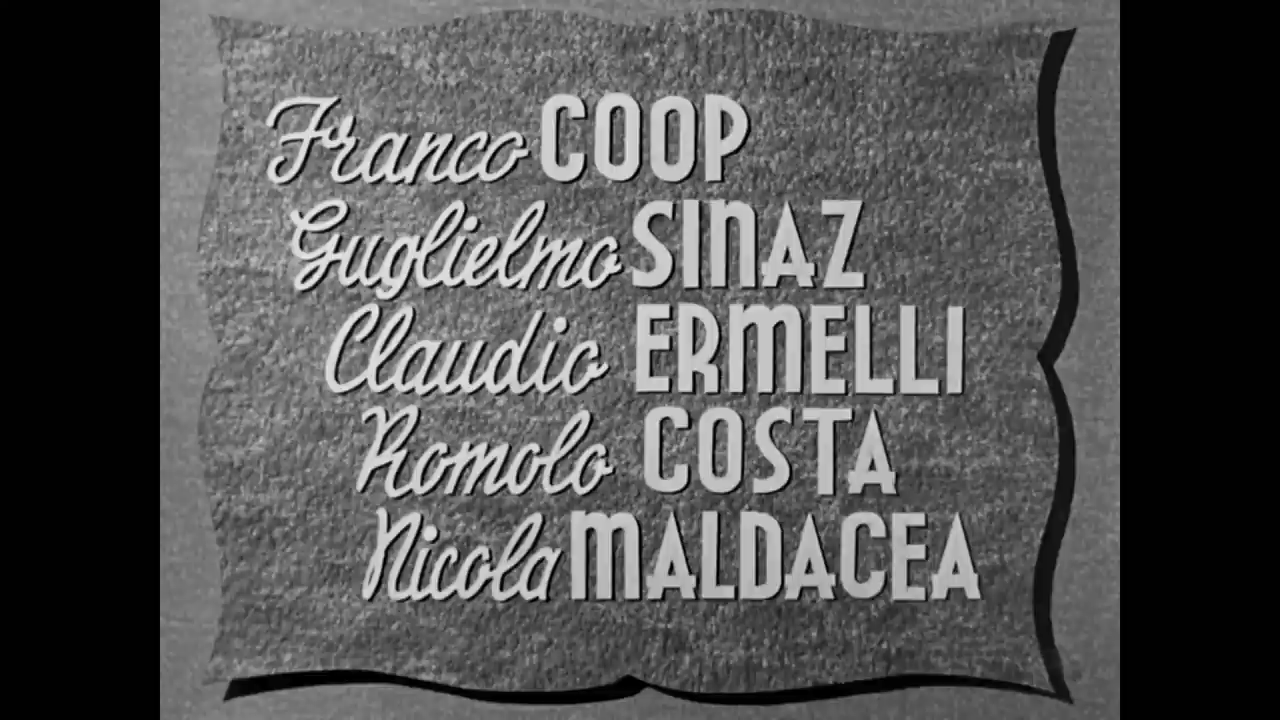 Franco COOP
Guglielmo SINAZ
Claudio ERMELLI
Romolo COSTA
Nicola MALDACEA